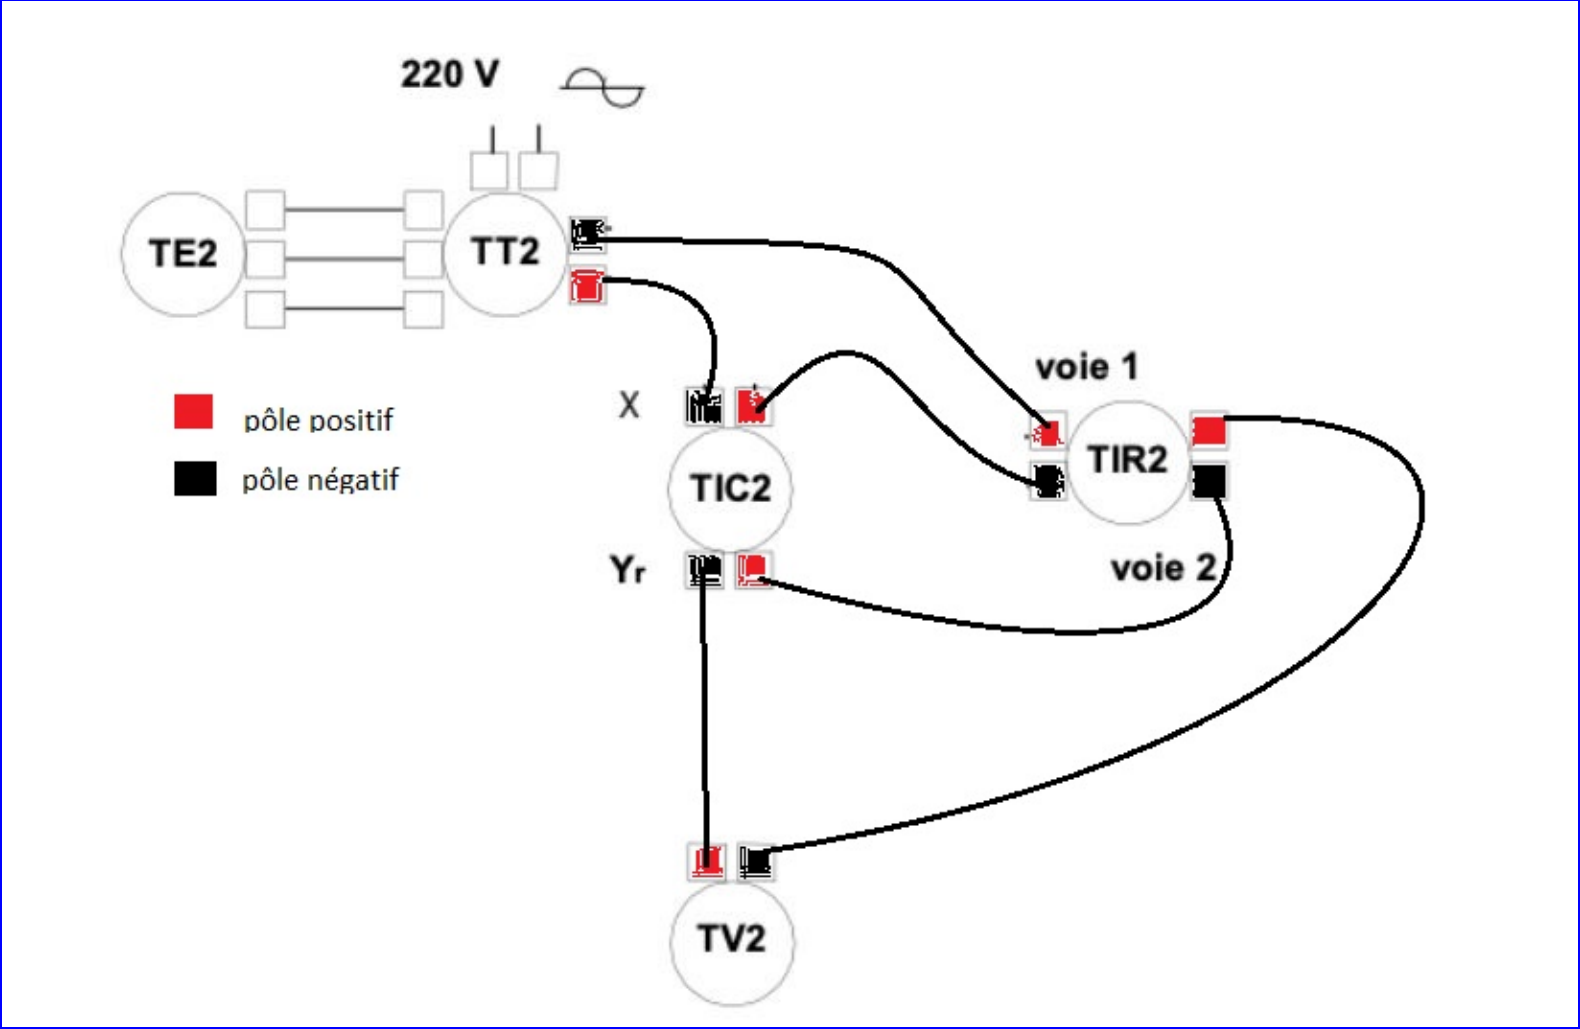 220 V
TE2
TT2
voie 1
pôle positif
X
TIR2
pôle négatif
TIC2
Yr
voie 2
TV2